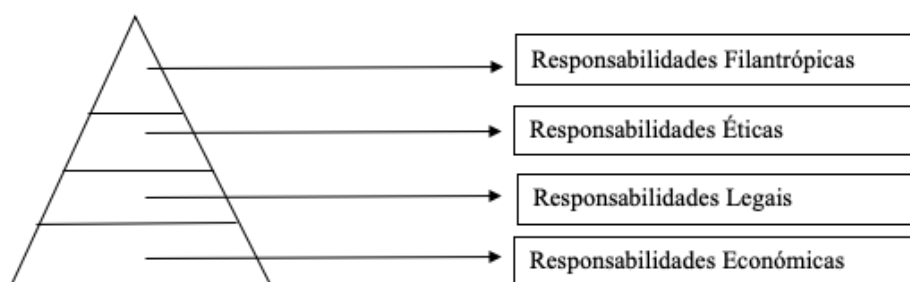 Responsabilidades Filantrópicas
Responsabilidades Éticas
Responsabilidades Legais
Responsabilidades Económicas